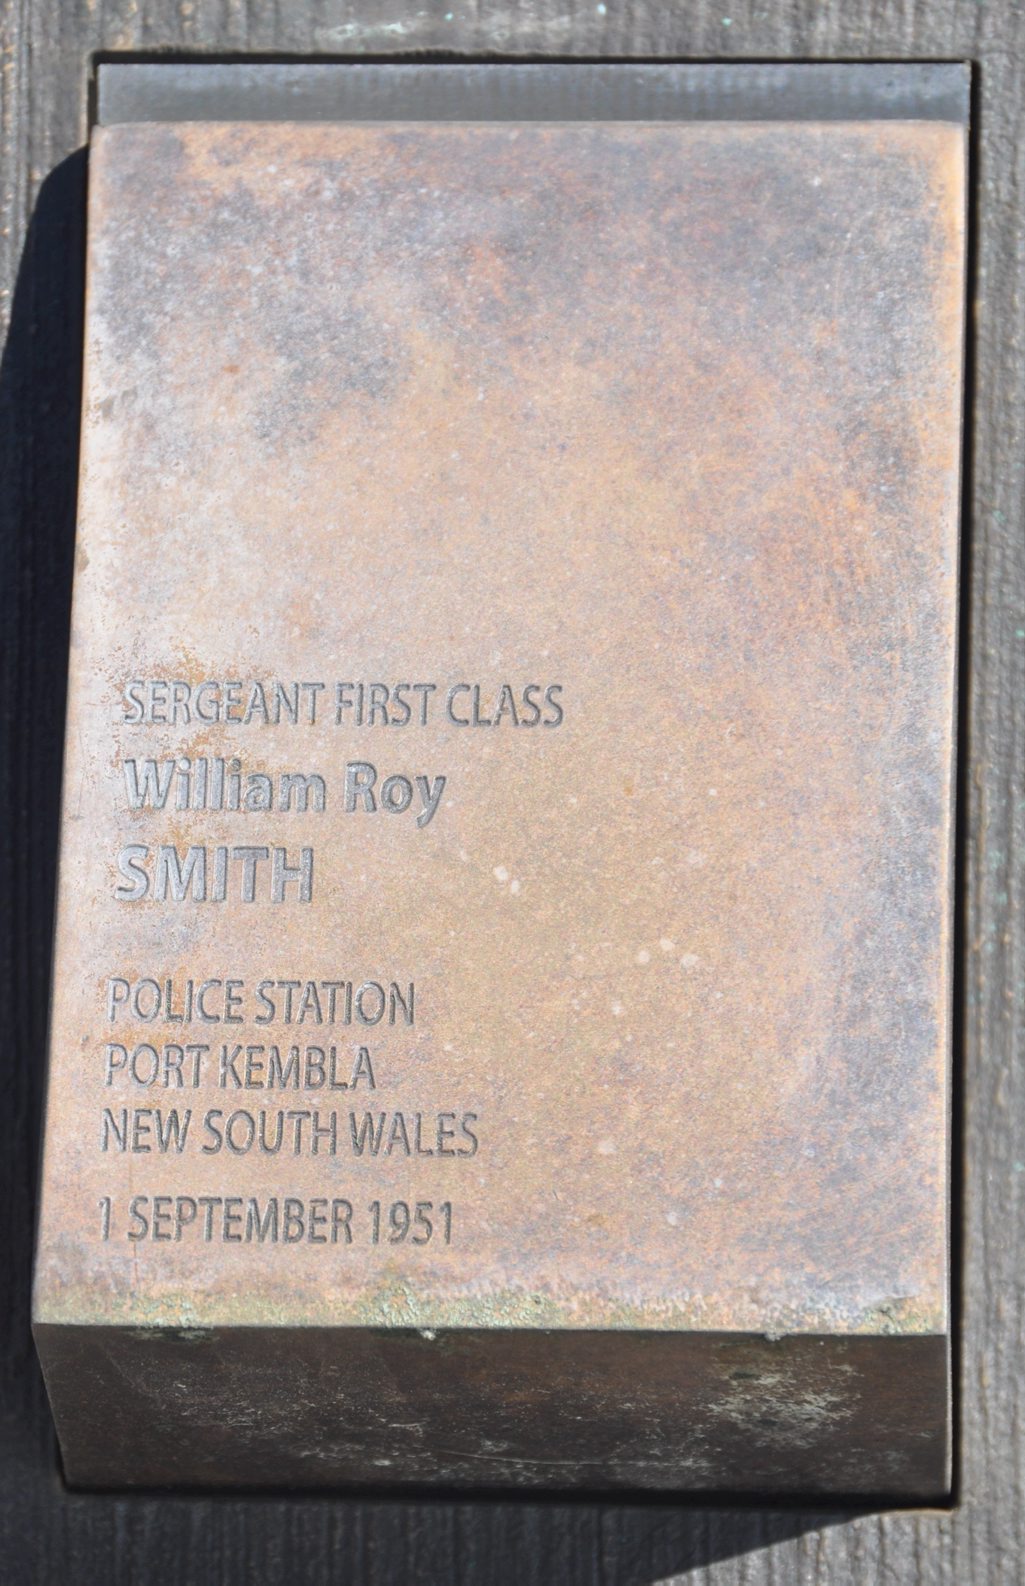 SERGEANT FIRST CLASS
William Roy
SMITH
POLICE STATION
PORT KEMBLA
NEW SOUTH WALES
1 SEPTEMBER 1951